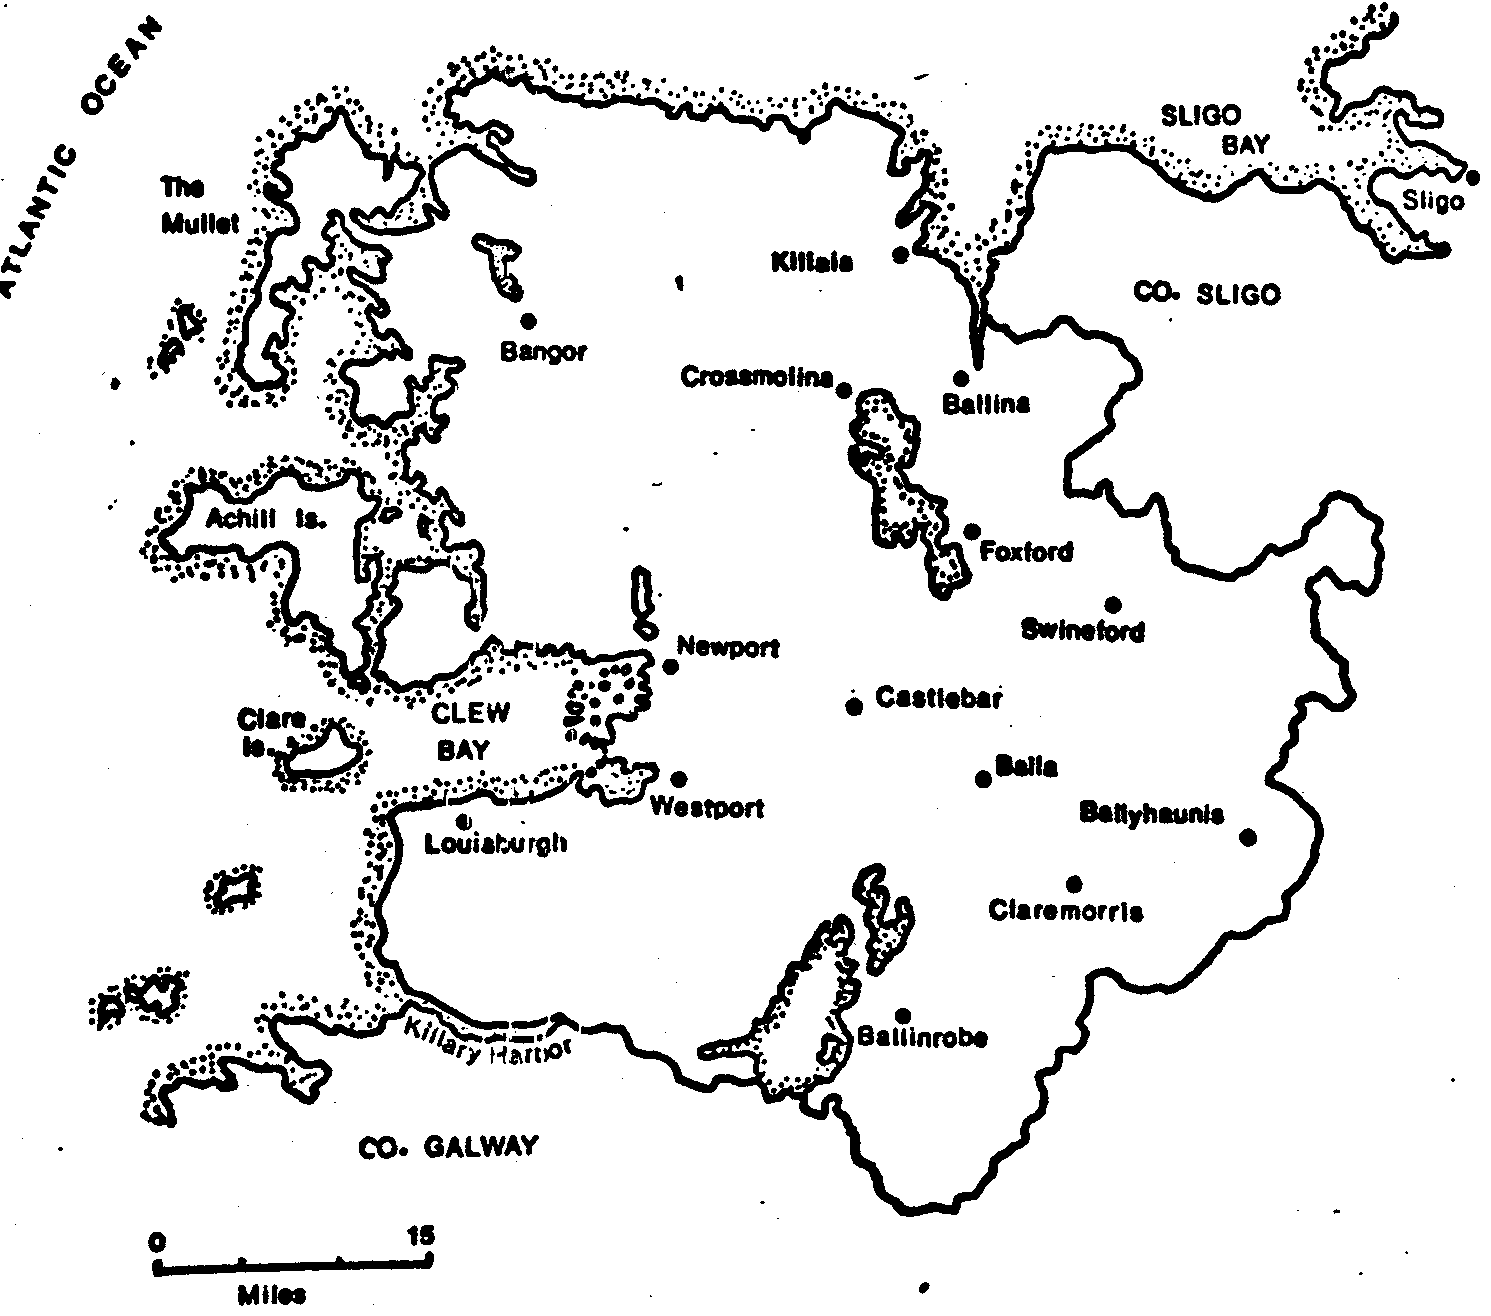 ATLANTIC OCEAN
SLIGO
BAY
The
Mullet
Sligo
Killala
CO. SLIGO
Bangor
Crossmolina
Ballina
Achill Is.
Foxford
Swineford
Newport
Castlebar
Clare
Is.
CLEW
BAY
Balla
Westport
Ballyhaunis
Louisburgh
Claremorris
Killary Harbor
Ballinrobe
CO. GALWAY
0 15
Miles